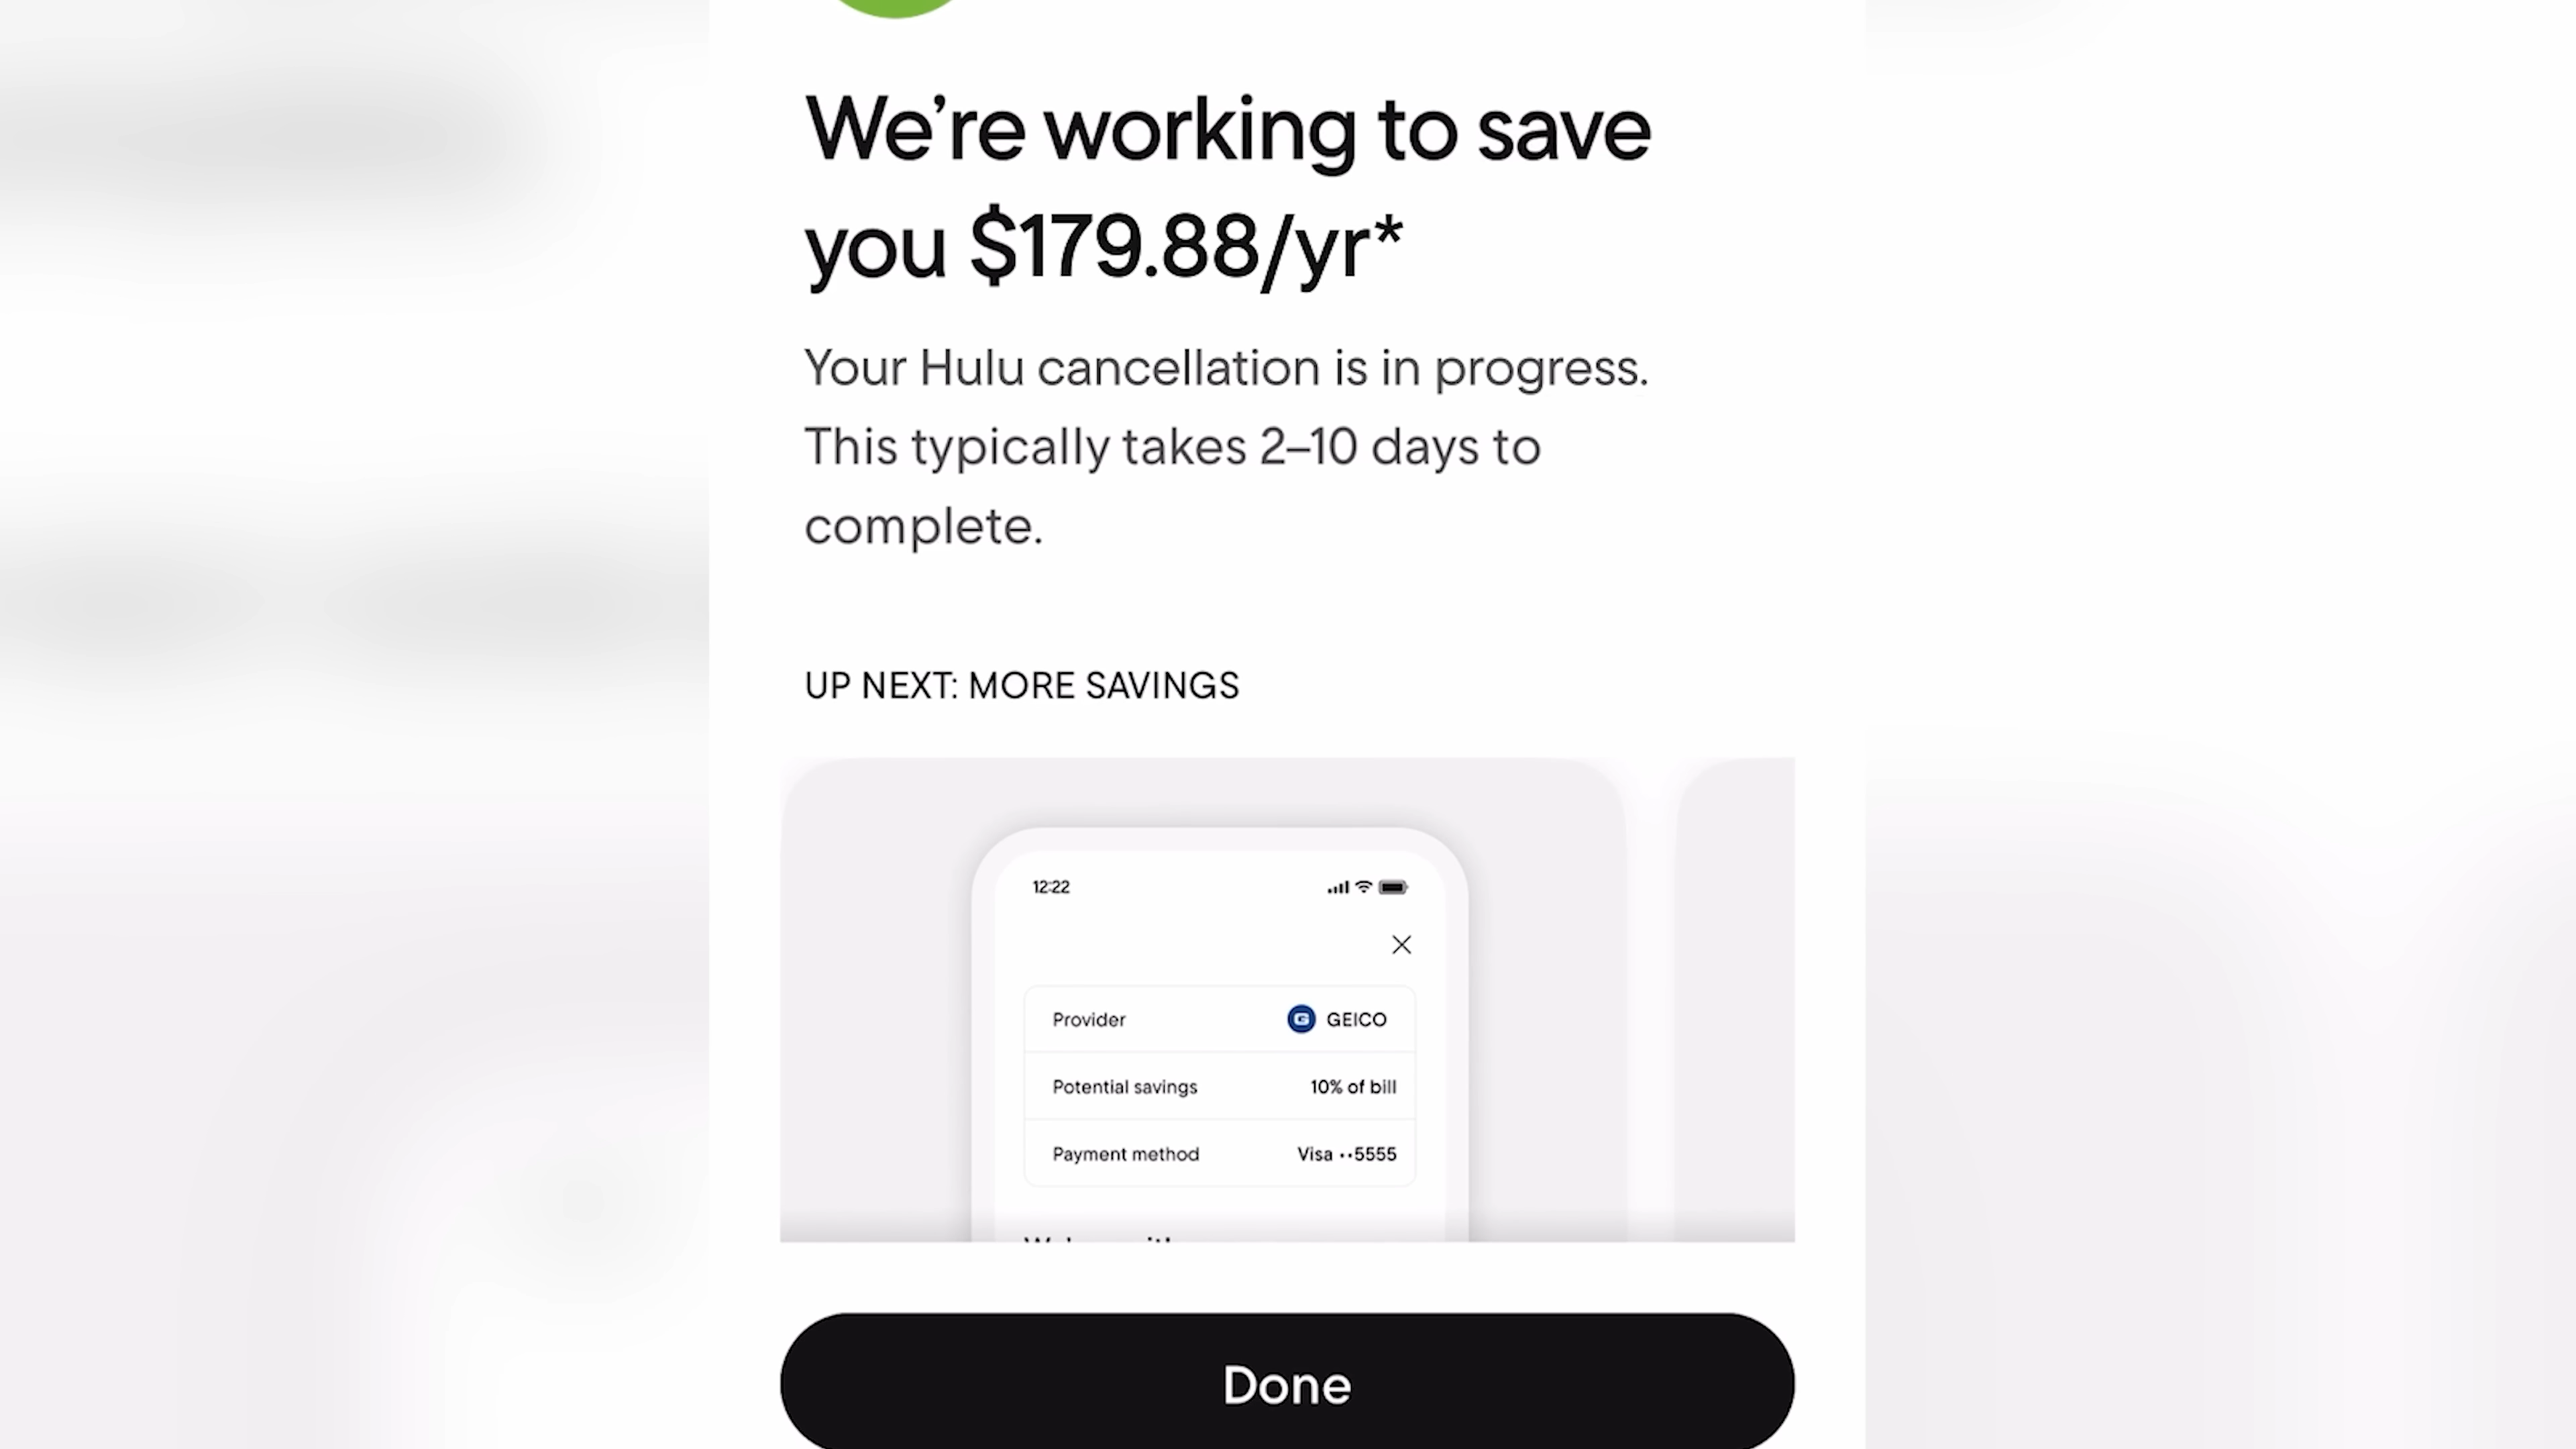 We’re working to save
you $179.88/yr*
Your Hulu cancellation is in progress.
This typically takes 2–10 days to
complete.
UP NEXT: MORE SAVINGS
12:22
Provider GEICO
Potential savings 10% of bill
Payment method Visa ••5555
Done